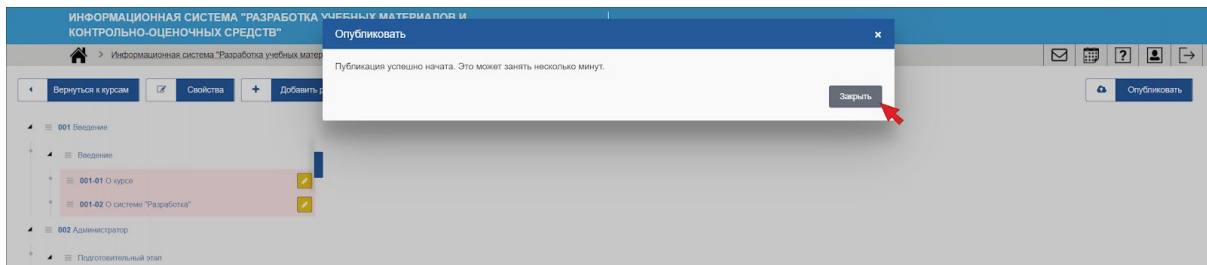 ИНФОРМАЦИОННАЯ СИСТЕМА "РАЗРАБОТКА УЧЕБНЫХ МАТЕРИАЛОВ И
КОНТРОЛЬНО-ОЦЕНОЧНЫХ СРЕДСТВ"
Опубликовать ×
> Информационная система "Разработка учебных матер
Публикация успешно начата. Это может занять несколько минут.
Закрыть
Вернуться к курсам Свойства + Добавить р Опубликовать
001 Введение
Введение
001-01 О курсе
001-02 О системе "Разработка"
002 Администратор
Подготовительный этап